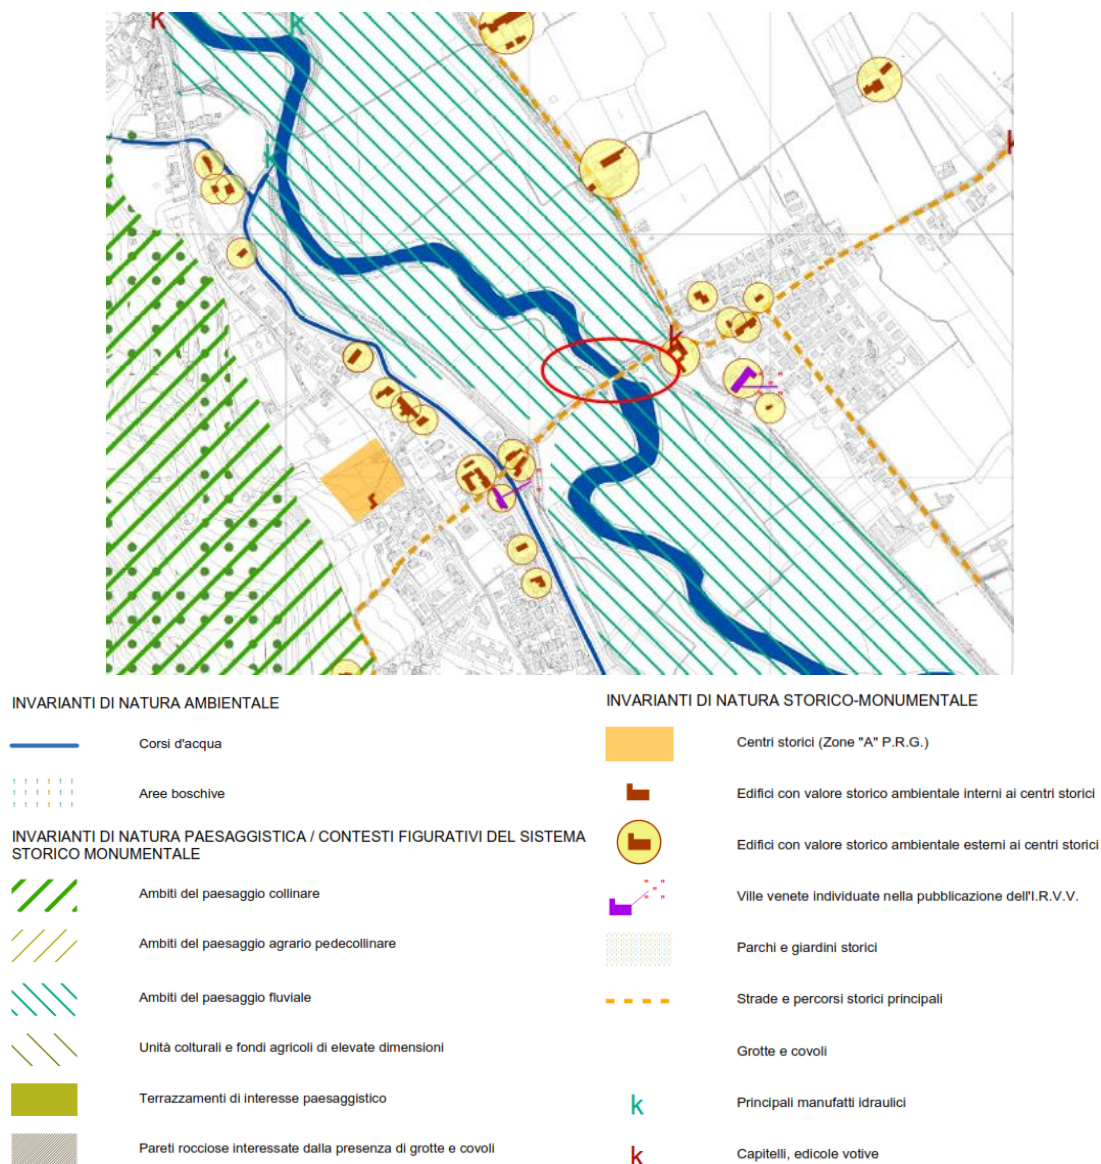 k
k
k
k
k
INVARIANTI DI NATURA AMBIENTALE
Corsi d'acqua
Aree boschive
INVARIANTI DI NATURA PAESAGGISTICA / CONTESTI FIGURATIVI DEL SISTEMA
STORICO MONUMENTALE
Ambiti del paesaggio collinare
Ambiti del paesaggio agrario pedecollinare
Ambiti del paesaggio fluviale
Unità colturali e fondi agricoli di elevate dimensioni
Terrazzamenti di interesse paesaggistico
Pareti rocciose interessate dalla presenza di grotte e covoli
INVARIANTI DI NATURA STORICO-MONUMENTALE
Centri storici (Zone "A" P.R.G.)
Edifici con valore storico ambientale interni ai centri storici
Edifici con valore storico ambientale esterni ai centri storici
Ville venete individuate nella pubblicazione dell'I.R.V.V.
Parchi e giardini storici
Strade e percorsi storici principali
Grotte e covoli
k Principali manufatti idraulici
k Capitelli, edicole votive